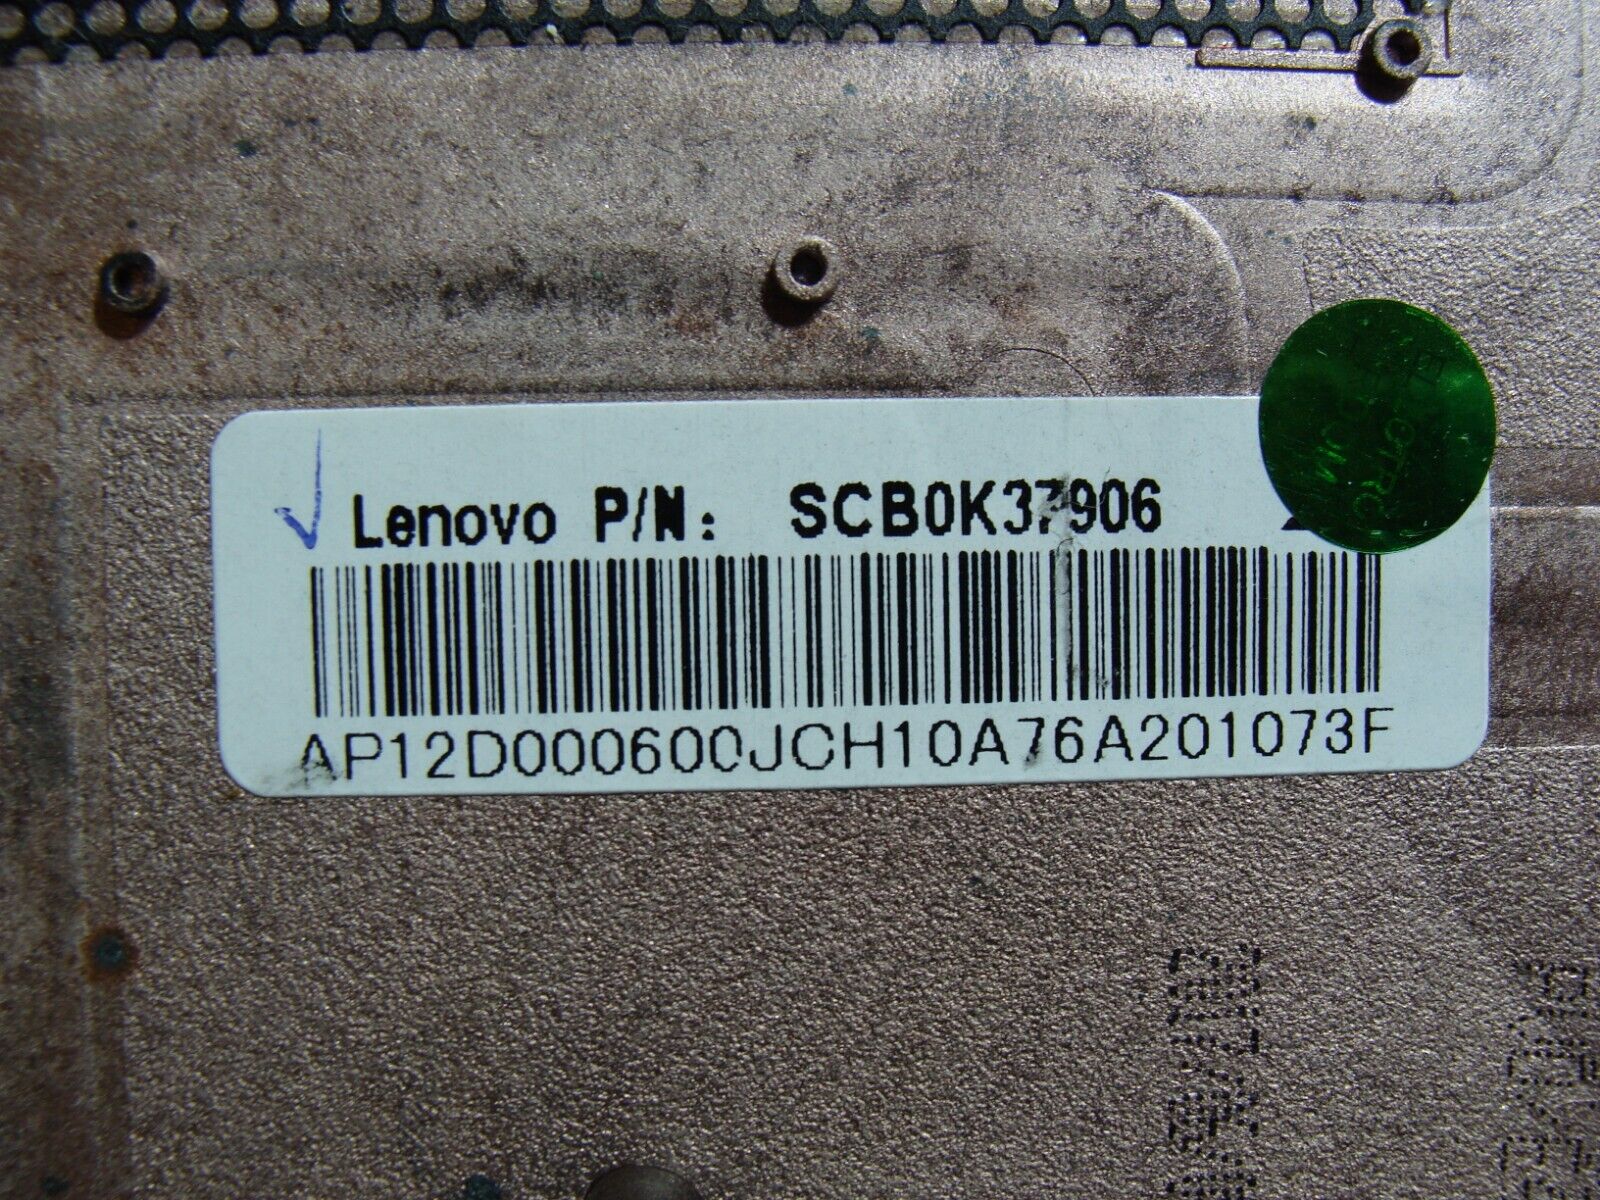 Lenovo P/N: SCB0K37906
AP12D000600JCH10A76A201073F